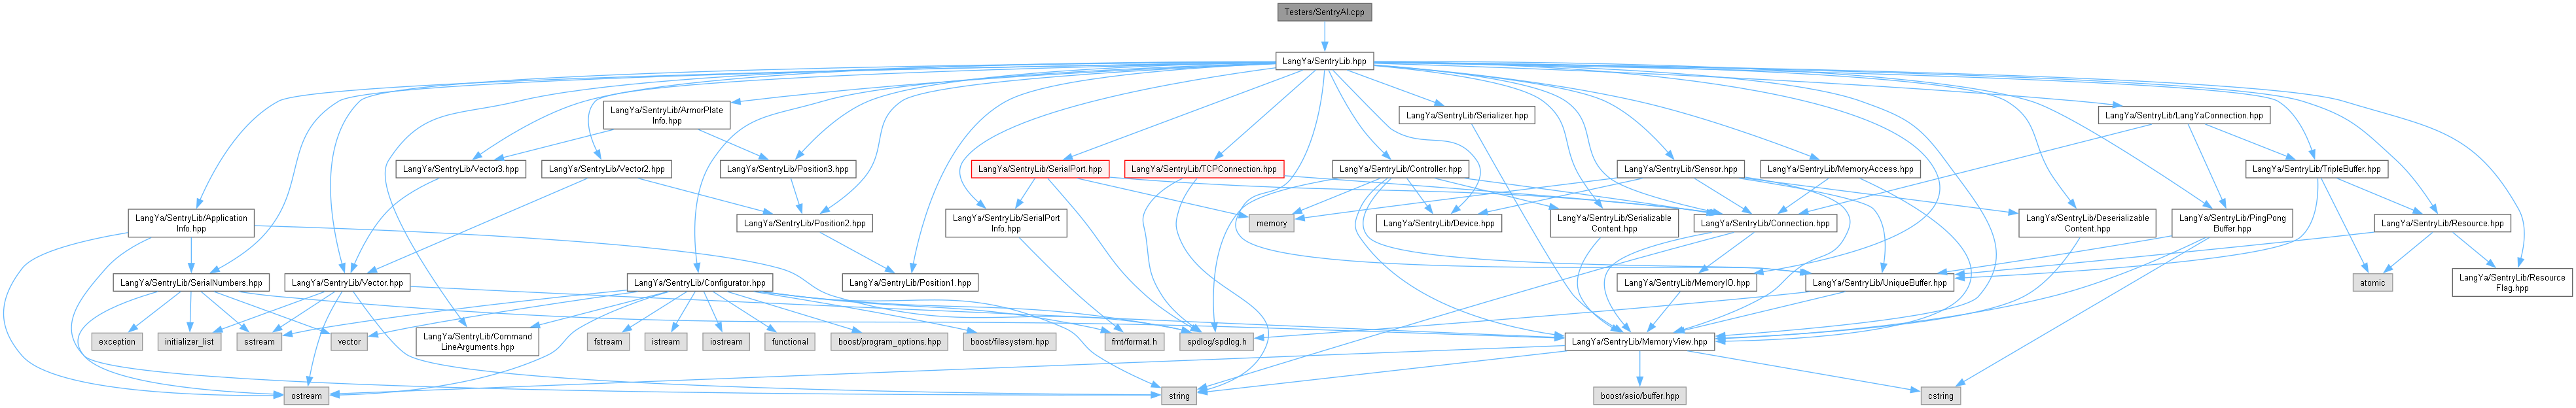 Testers/SentryAI.cpp
LangYa/SentryLib.hpp
LangYa/SentryLib/ArmorPlate
Info.hpp
LangYa/SentryLib/Serializer.hpp
LangYa/SentryLib/LangYaConnection.hpp
LangYa/SentryLib/Vector3.hpp
LangYa/SentryLib/Vector2.hpp
LangYa/SentryLib/Position3.hpp
LangYa/SentryLib/SerialPort.hpp
LangYa/SentryLib/TCPConnection.hpp
LangYa/SentryLib/Controller.hpp
LangYa/SentryLib/Sensor.hpp
LangYa/SentryLib/MemoryAccess.hpp
LangYa/SentryLib/TripleBuffer.hpp
LangYa/SentryLib/Application
Info.hpp
LangYa/SentryLib/Position2.hpp
LangYa/SentryLib/SerialPort
Info.hpp
memory
LangYa/SentryLib/Device.hpp
LangYa/SentryLib/Serializable
Content.hpp
LangYa/SentryLib/Connection.hpp
LangYa/SentryLib/Deserializable
Content.hpp
LangYa/SentryLib/PingPong
Buffer.hpp
LangYa/SentryLib/Resource.hpp
LangYa/SentryLib/SerialNumbers.hpp
LangYa/SentryLib/Vector.hpp
LangYa/SentryLib/Configurator.hpp
LangYa/SentryLib/Position1.hpp
LangYa/SentryLib/MemoryIO.hpp
LangYa/SentryLib/UniqueBuffer.hpp
atomic
LangYa/SentryLib/Resource
Flag.hpp
exception
initializer_list
sstream
vector
LangYa/SentryLib/Command
LineArguments.hpp
fstream
istream
iostream
functional
boost/program_options.hpp
boost/filesystem.hpp
fmt/format.h
spdlog/spdlog.h
LangYa/SentryLib/MemoryView.hpp
ostream
string
boost/asio/buffer.hpp
cstring